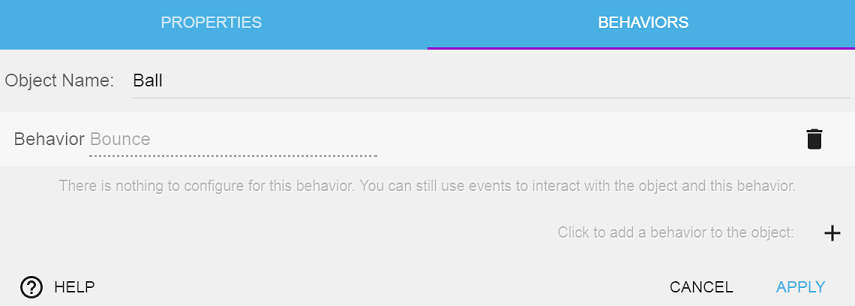 PROPERTIES BEHAVIORS
Object Name: Ball
Behavior Bounce
There is nothing to configure for this behavior. You can still use events to interact with the object and this behavior.
Click to add a behavior to the object:
HELP CANCEL APPLY